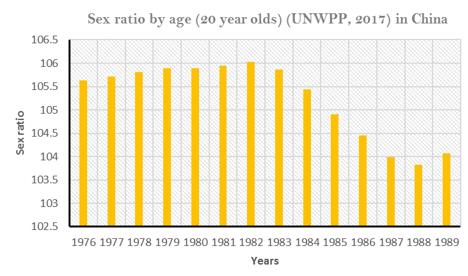 Sex ratio by age (20 year olds) (UNWPP, 2017) in China
106.5
106
105.5
105
104.5
104
103.5
103
102.5
Sex ratio
1976 1977 1978 1979 1980 1981 1982 1983 1984 1985 1986 1987 1988 1989
Years